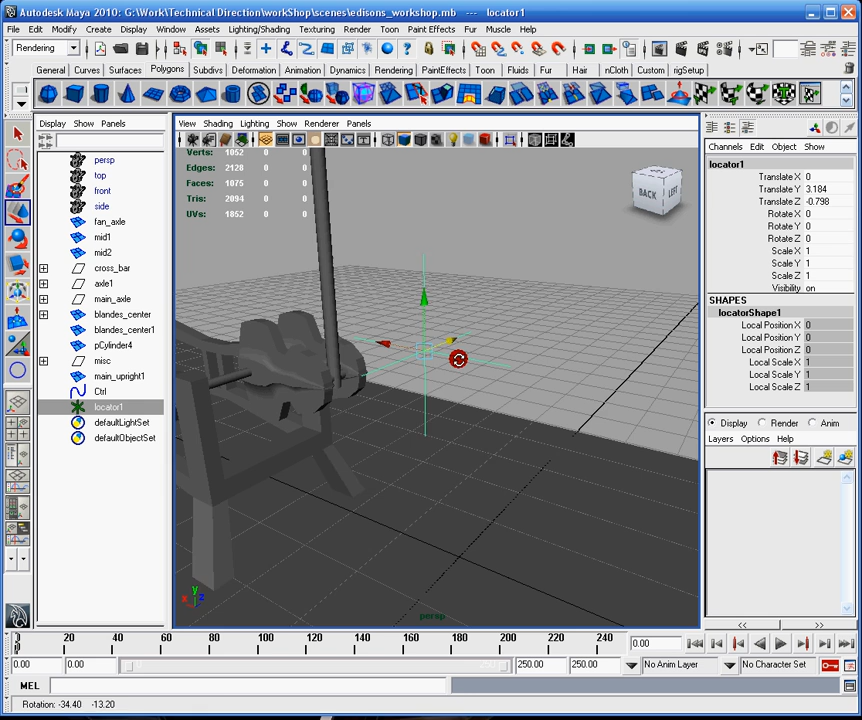 Autodesk Maya 2010: G:\Work\Technical Direction\workShop\scenes\edisons_workshop.mb --- locator1
File Edit Modify Create Display Window Assets Lighting/Shading Texturing Render Toon Paint Effects Fur Muscle Help
Rendering
General Curves Surfaces Polygons Subdivs Deformation Animation Dynamics Rendering PaintEffects Toon Fluids Fur Hair nCloth Custom rigSetup
Display Show Panels
View Shading Lighting Show Renderer Panels
Channels Edit Object Show
persp
top
front
side
fan_axle
mid1
mid2
cross_bar
axle1
main_axle
blandes_center
blandes_center1
pCylinder4
misc
main_upright1
Ctrl
locator1
defaultLightSet
defaultObjectSet
Verts: 1052 0 0
Edges: 2128 0 0
Faces: 1075 0 0
Tris: 2094 0 0
UVs: 1852 0 0
BACK LEFT
y
z
persp
locator1
Translate X 0
Translate Y 3.184
Translate Z -0.798
Rotate X 0
Rotate Y 0
Rotate Z 0
Scale X 1
Scale Y 1
Scale Z 1
Visibility on
SHAPES
locatorShape1
Local Position X 0
Local Position Y 0
Local Position Z 0
Local Scale X 1
Local Scale Y 1
Local Scale Z 1
Display Render Anim
Layers Options Help
<< >>
20 40 60 80 100 120 140 160 180 200 220 240
0.00
0.00 0.00 250.00 250.00 No Anim Layer No Character Set
MEL
Rotation: -34.40 -13.20